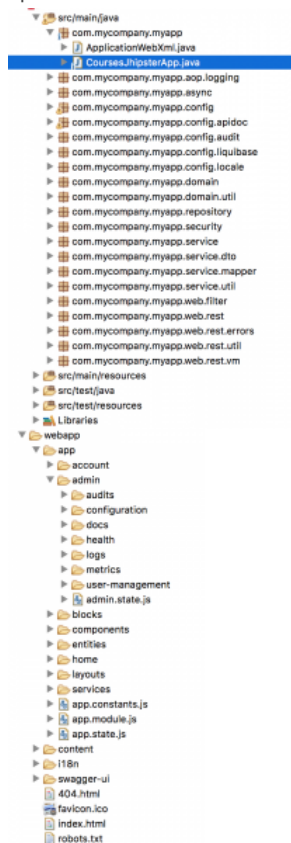 src/main/java
com.mycompany.myapp
ApplicationWebXml.java
CoursesJhipsterApp.java
com.mycompany.myapp.aop.logging
com.mycompany.myapp.async
com.mycompany.myapp.config
com.mycompany.myapp.config.apidoc
com.mycompany.myapp.config.audit
com.mycompany.myapp.config.liquibase
com.mycompany.myapp.config.locale
com.mycompany.myapp.domain
com.mycompany.myapp.domain.util
com.mycompany.myapp.repository
com.mycompany.myapp.security
com.mycompany.myapp.service
com.mycompany.myapp.service.dto
com.mycompany.myapp.service.mapper
com.mycompany.myapp.service.util
com.mycompany.myapp.web.filter
com.mycompany.myapp.web.rest
com.mycompany.myapp.web.rest.errors
com.mycompany.myapp.web.rest.util
com.mycompany.myapp.web.rest.vm
src/main/resources
src/test/java
src/test/resources
Libraries
webapp
app
account
admin
audits
configuration
docs
health
logs
metrics
user-management
admin.state.js
blocks
components
entities
home
layouts
services
app.constants.js
app.module.js
app.state.js
content
i18n
swagger-ui
404.html
favicon.ico
index.html
robots.txt